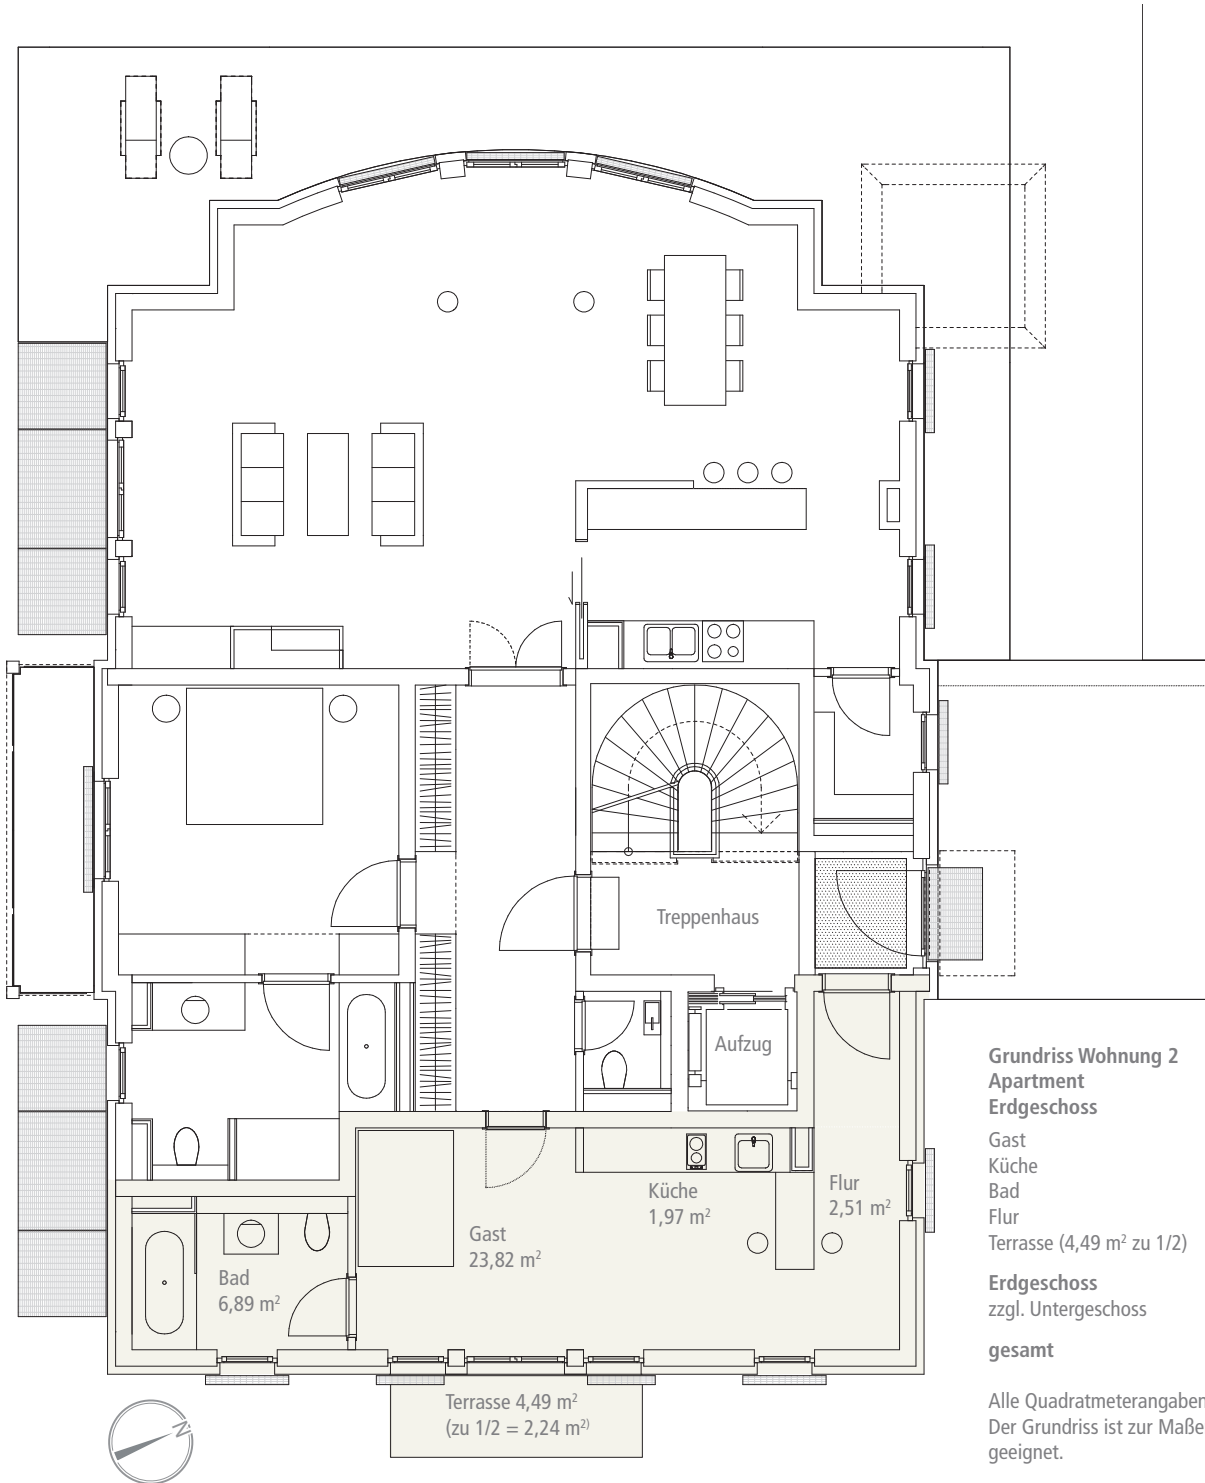 Treppenhaus
Aufzug
Küche
1,97 m²
Flur
2,51 m²
Gast
23,82 m²
Bad
6,89 m²
Terrasse 4,49 m²
(zu 1/2 = 2,24 m²)
N
Grundriss Wohnung 2
Apartment
Erdgeschoss
Gast
Küche
Bad
Flur
Terrasse (4,49 m² zu 1/2)
Erdgeschoss
zzgl. Untergeschoss
gesamt
Alle Quadratmeterangaben
Der Grundriss ist zur Maße
geeignet.